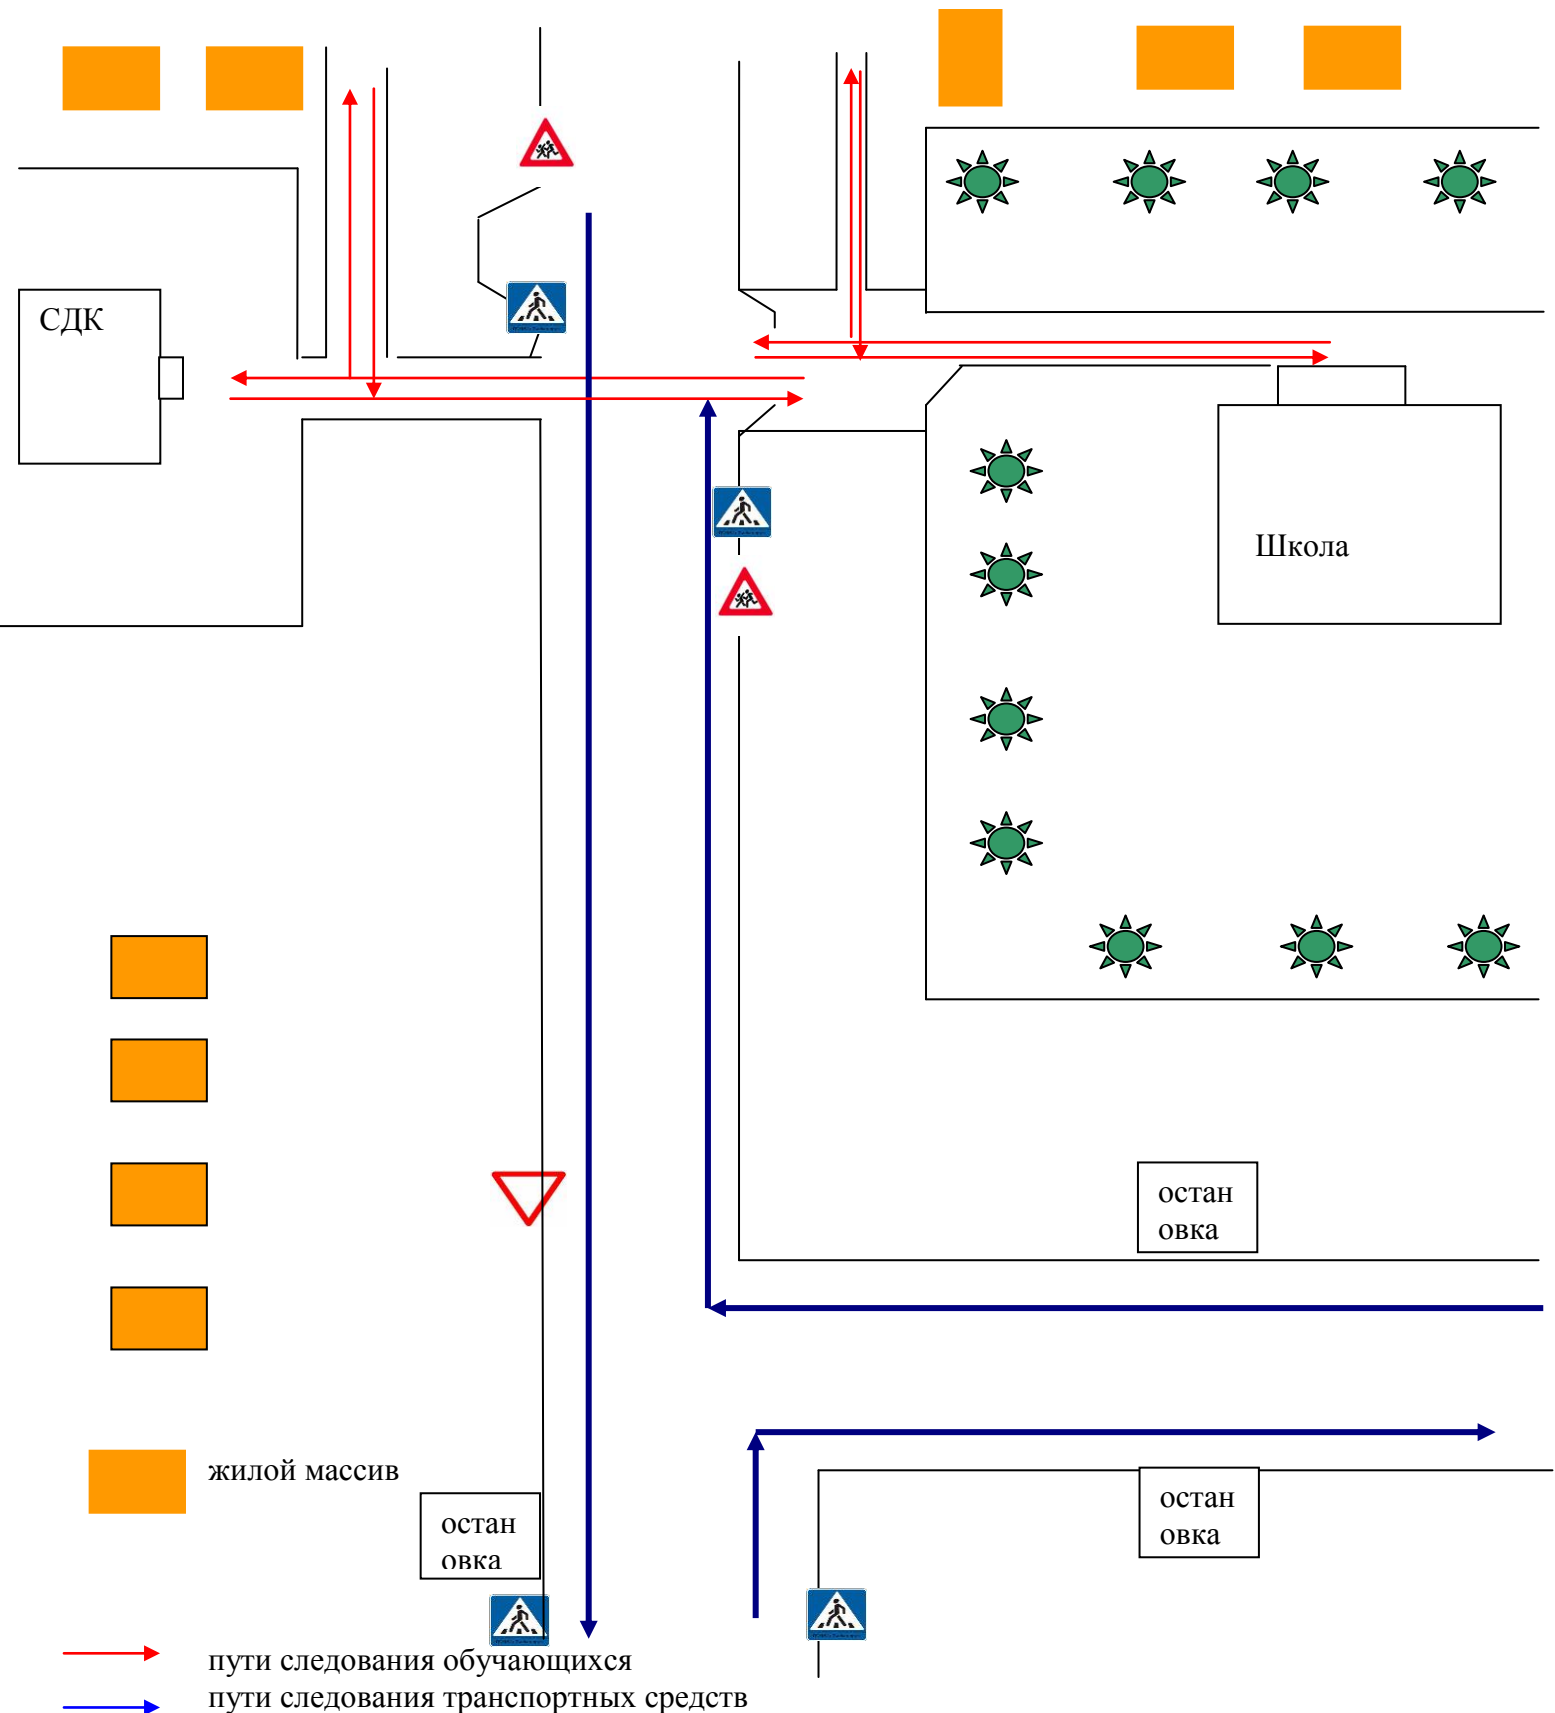 СДК
Школа
остан
овка
жилой массив
остан
овка
остан
овка
пути следования обучающихся
пути следования транспортных средств